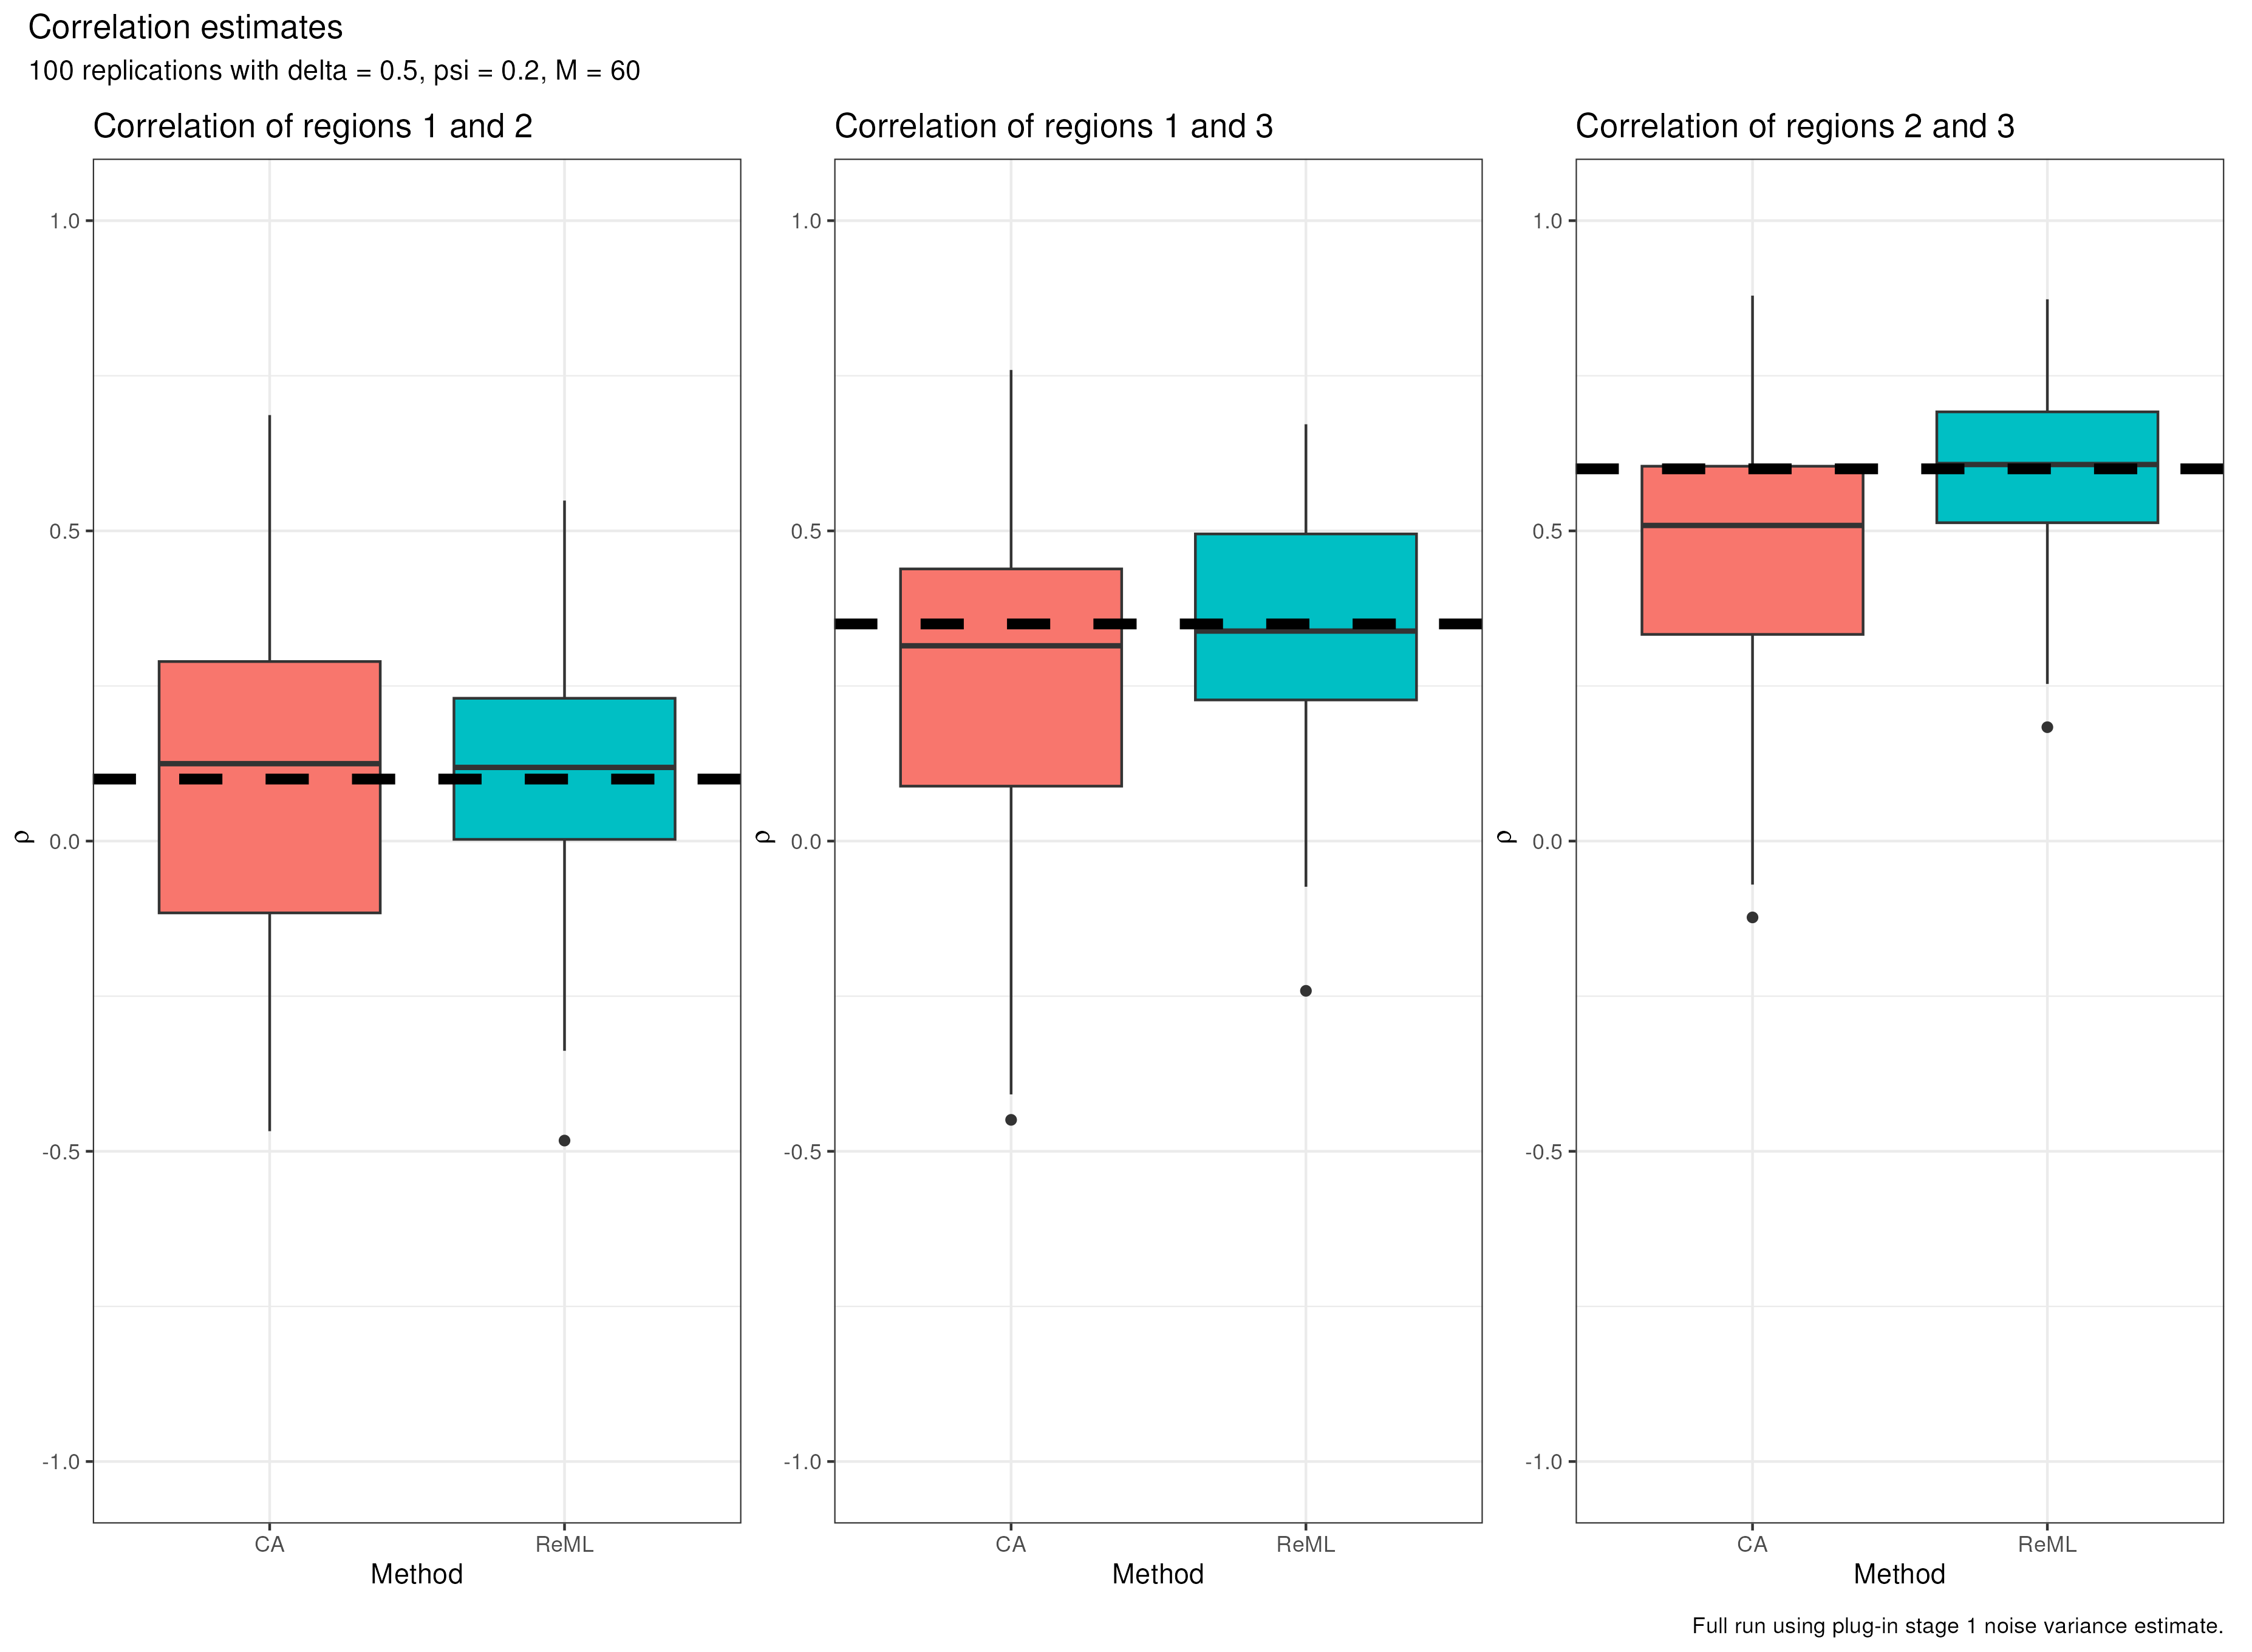 Correlation estimates
100 replications with delta = 0.5, psi = 0.2, M = 60
Correlation of regions 1 and 2
1.0
0.5
0.0
-0.5
-1.0
ρ
CA
ReML
Method
Correlation of regions 1 and 3
1.0
0.5
0.0
-0.5
-1.0
ρ
CA
ReML
Method
Correlation of regions 2 and 3
1.0
0.5
0.0
-0.5
-1.0
ρ
CA
ReML
Method
Full run using plug-in stage 1 noise variance estimate.